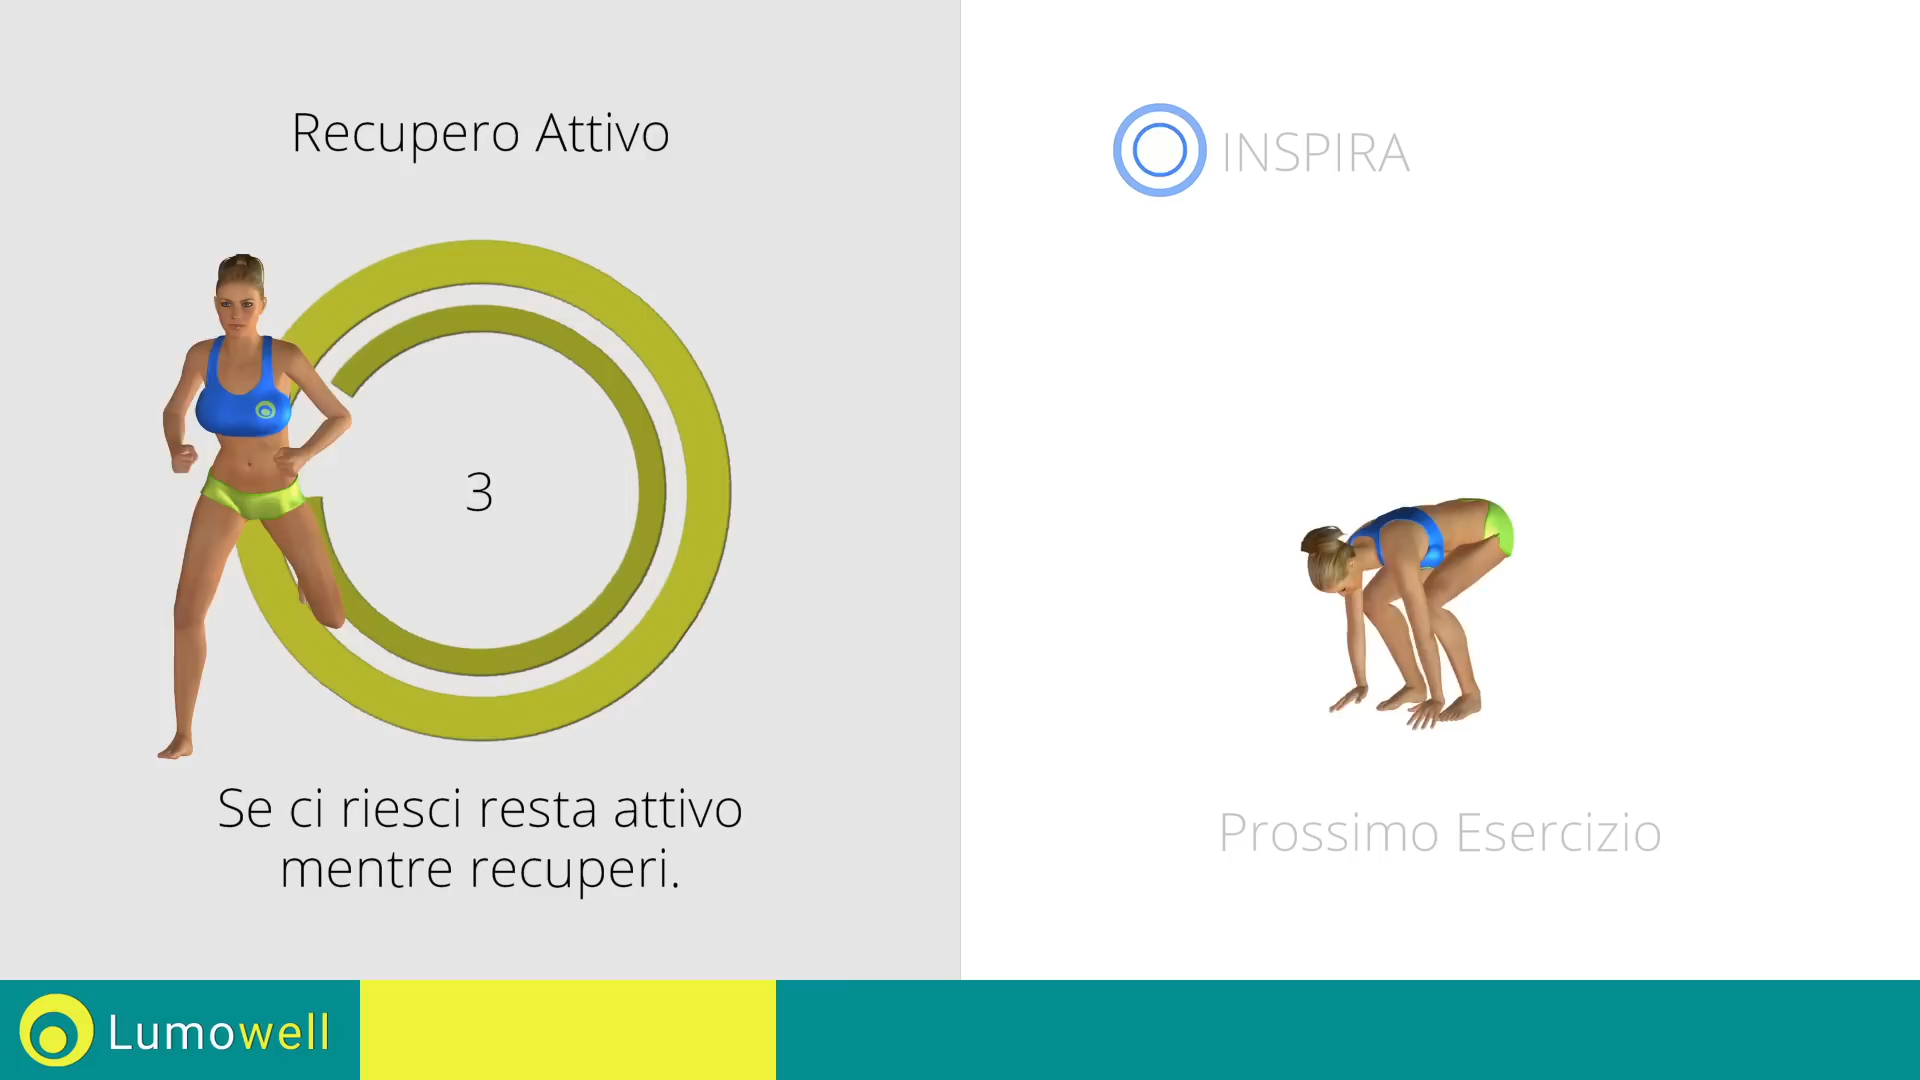 Recupero Attivo
3
Se ci riesci resta attivo
mentre recuperi.
INSPIRA
Prossimo Esercizio
Lumowell